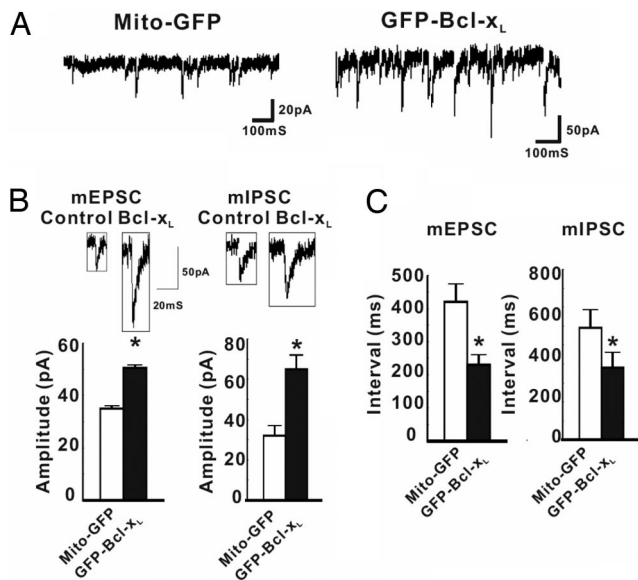 A
Mito-GFP
GFP-Bcl-xL
20pA
100mS
50pA
100mS
B
mEPSC
Control Bcl-xL
mIPSC
Control Bcl-xL
50pA
20mS
C
mEPSC
mIPSC
Amplitude (pA)
60
40
20
0
Mito-GFP
GFP-Bcl-xL
*
Amplitude (pA)
80
60
40
20
0
Mito-GFP
GFP-Bcl-xL
*
Interval (ms)
500
400
300
200
100
0
Mito-GFP
GFP-Bcl-xL
*
Interval (ms)
800
600
400
200
0
Mito-GFP
GFP-Bcl-xL
*